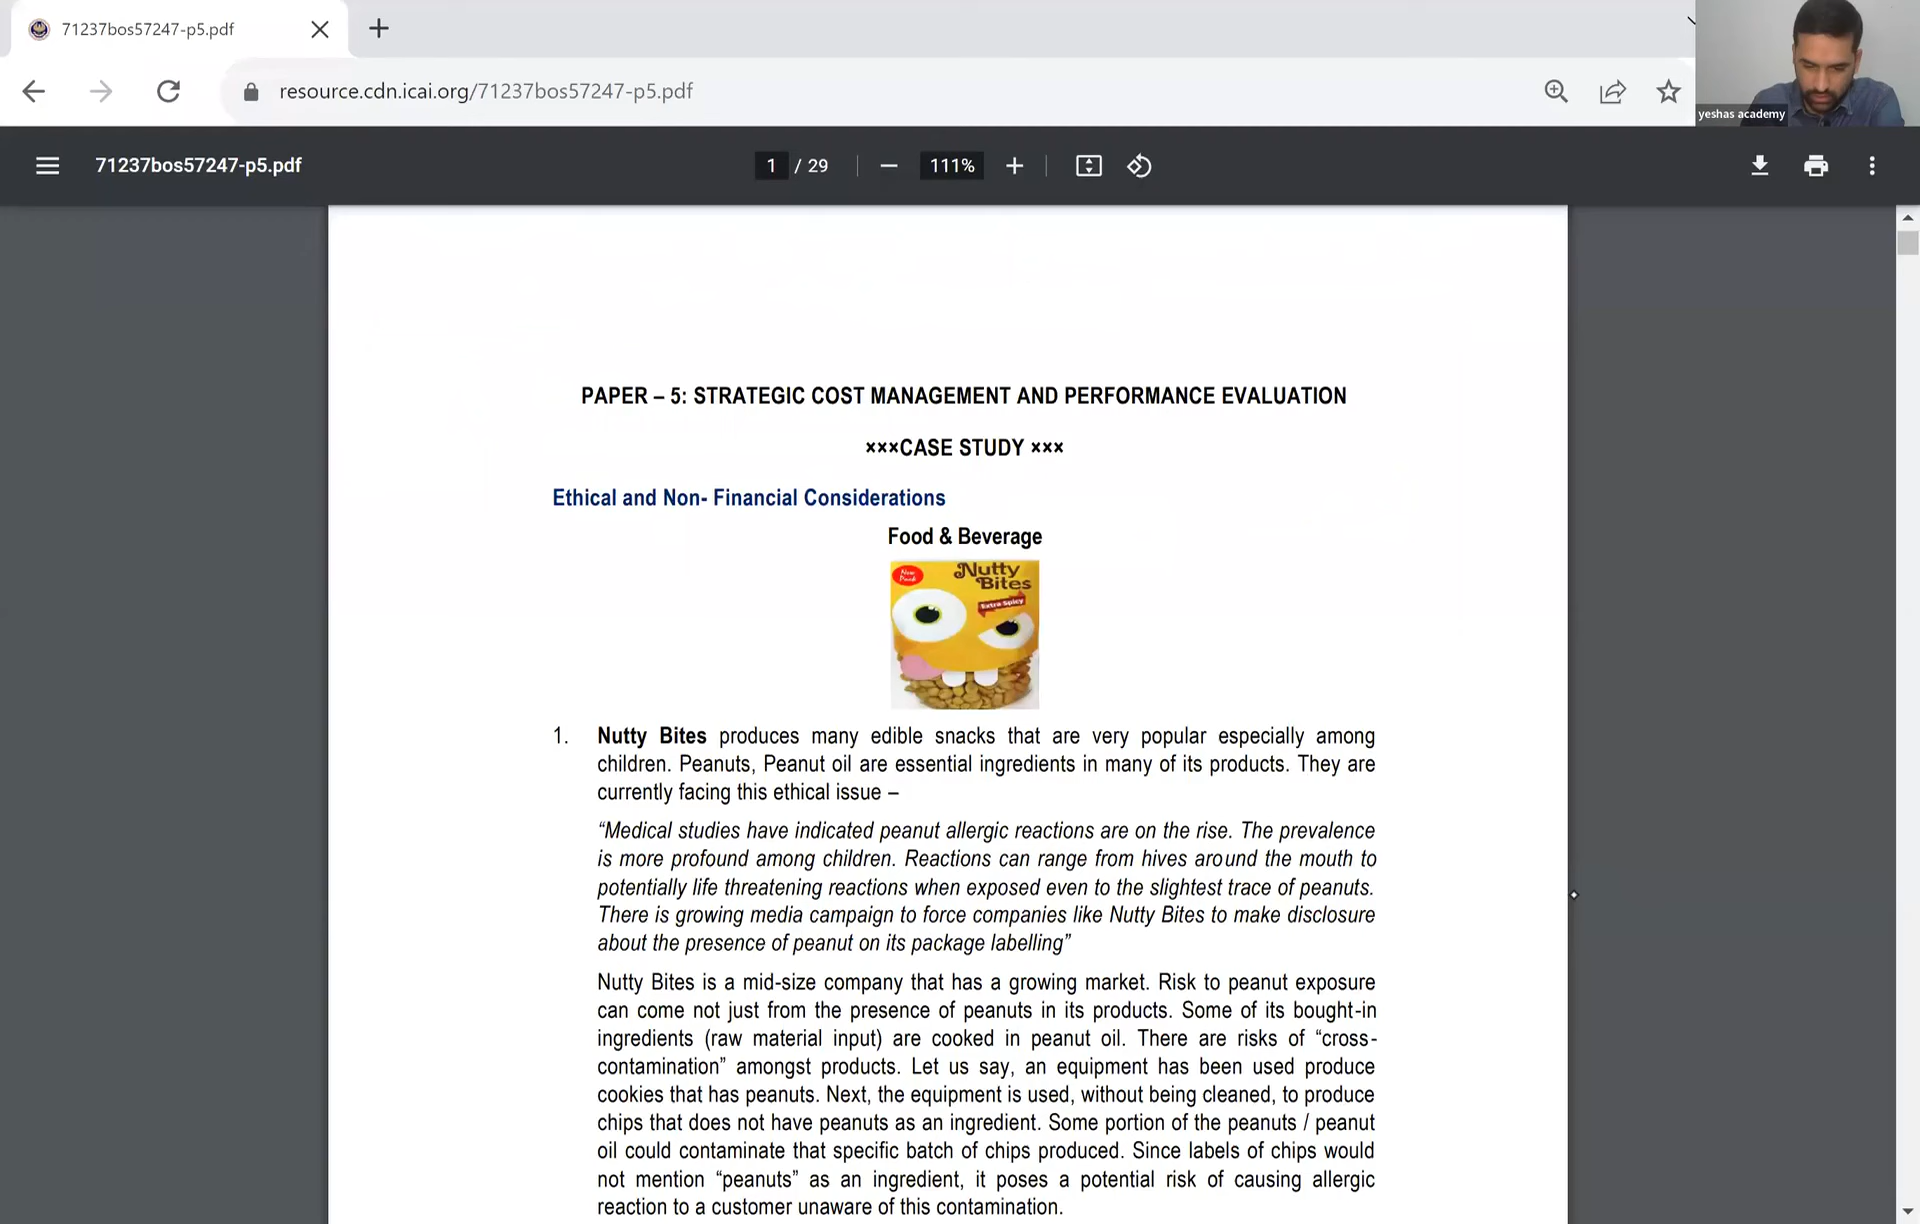 71237bos57247-p5.pdf
resource.cdn.icai.org/71237bos57247-p5.pdf
yeshas academy
71237bos57247-p5.pdf
1 / 29
111%
PAPER – 5: STRATEGIC COST MANAGEMENT AND PERFORMANCE EVALUATION
×××CASE STUDY ×××
Ethical and Non- Financial Considerations
Food & Beverage
New Pack
Nutty
Bites
Extra Spicy
1. Nutty Bites produces many edible snacks that are very popular especially among
children. Peanuts, Peanut oil are essential ingredients in many of its products. They are
currently facing this ethical issue –
“Medical studies have indicated peanut allergic reactions are on the rise. The prevalence
is more profound among children. Reactions can range from hives around the mouth to
potentially life threatening reactions when exposed even to the slightest trace of peanuts.
There is growing media campaign to force companies like Nutty Bites to make disclosure
about the presence of peanut on its package labelling”
Nutty Bites is a mid-size company that has a growing market. Risk to peanut exposure
can come not just from the presence of peanuts in its products. Some of its bought-in
ingredients (raw material input) are cooked in peanut oil. There are risks of “cross-
contamination” amongst products. Let us say, an equipment has been used produce
cookies that has peanuts. Next, the equipment is used, without being cleaned, to produce
chips that does not have peanuts as an ingredient. Some portion of the peanuts / peanut
oil could contaminate that specific batch of chips produced. Since labels of chips would
not mention “peanuts” as an ingredient, it poses a potential risk of causing allergic
reaction to a customer unaware of this contamination.